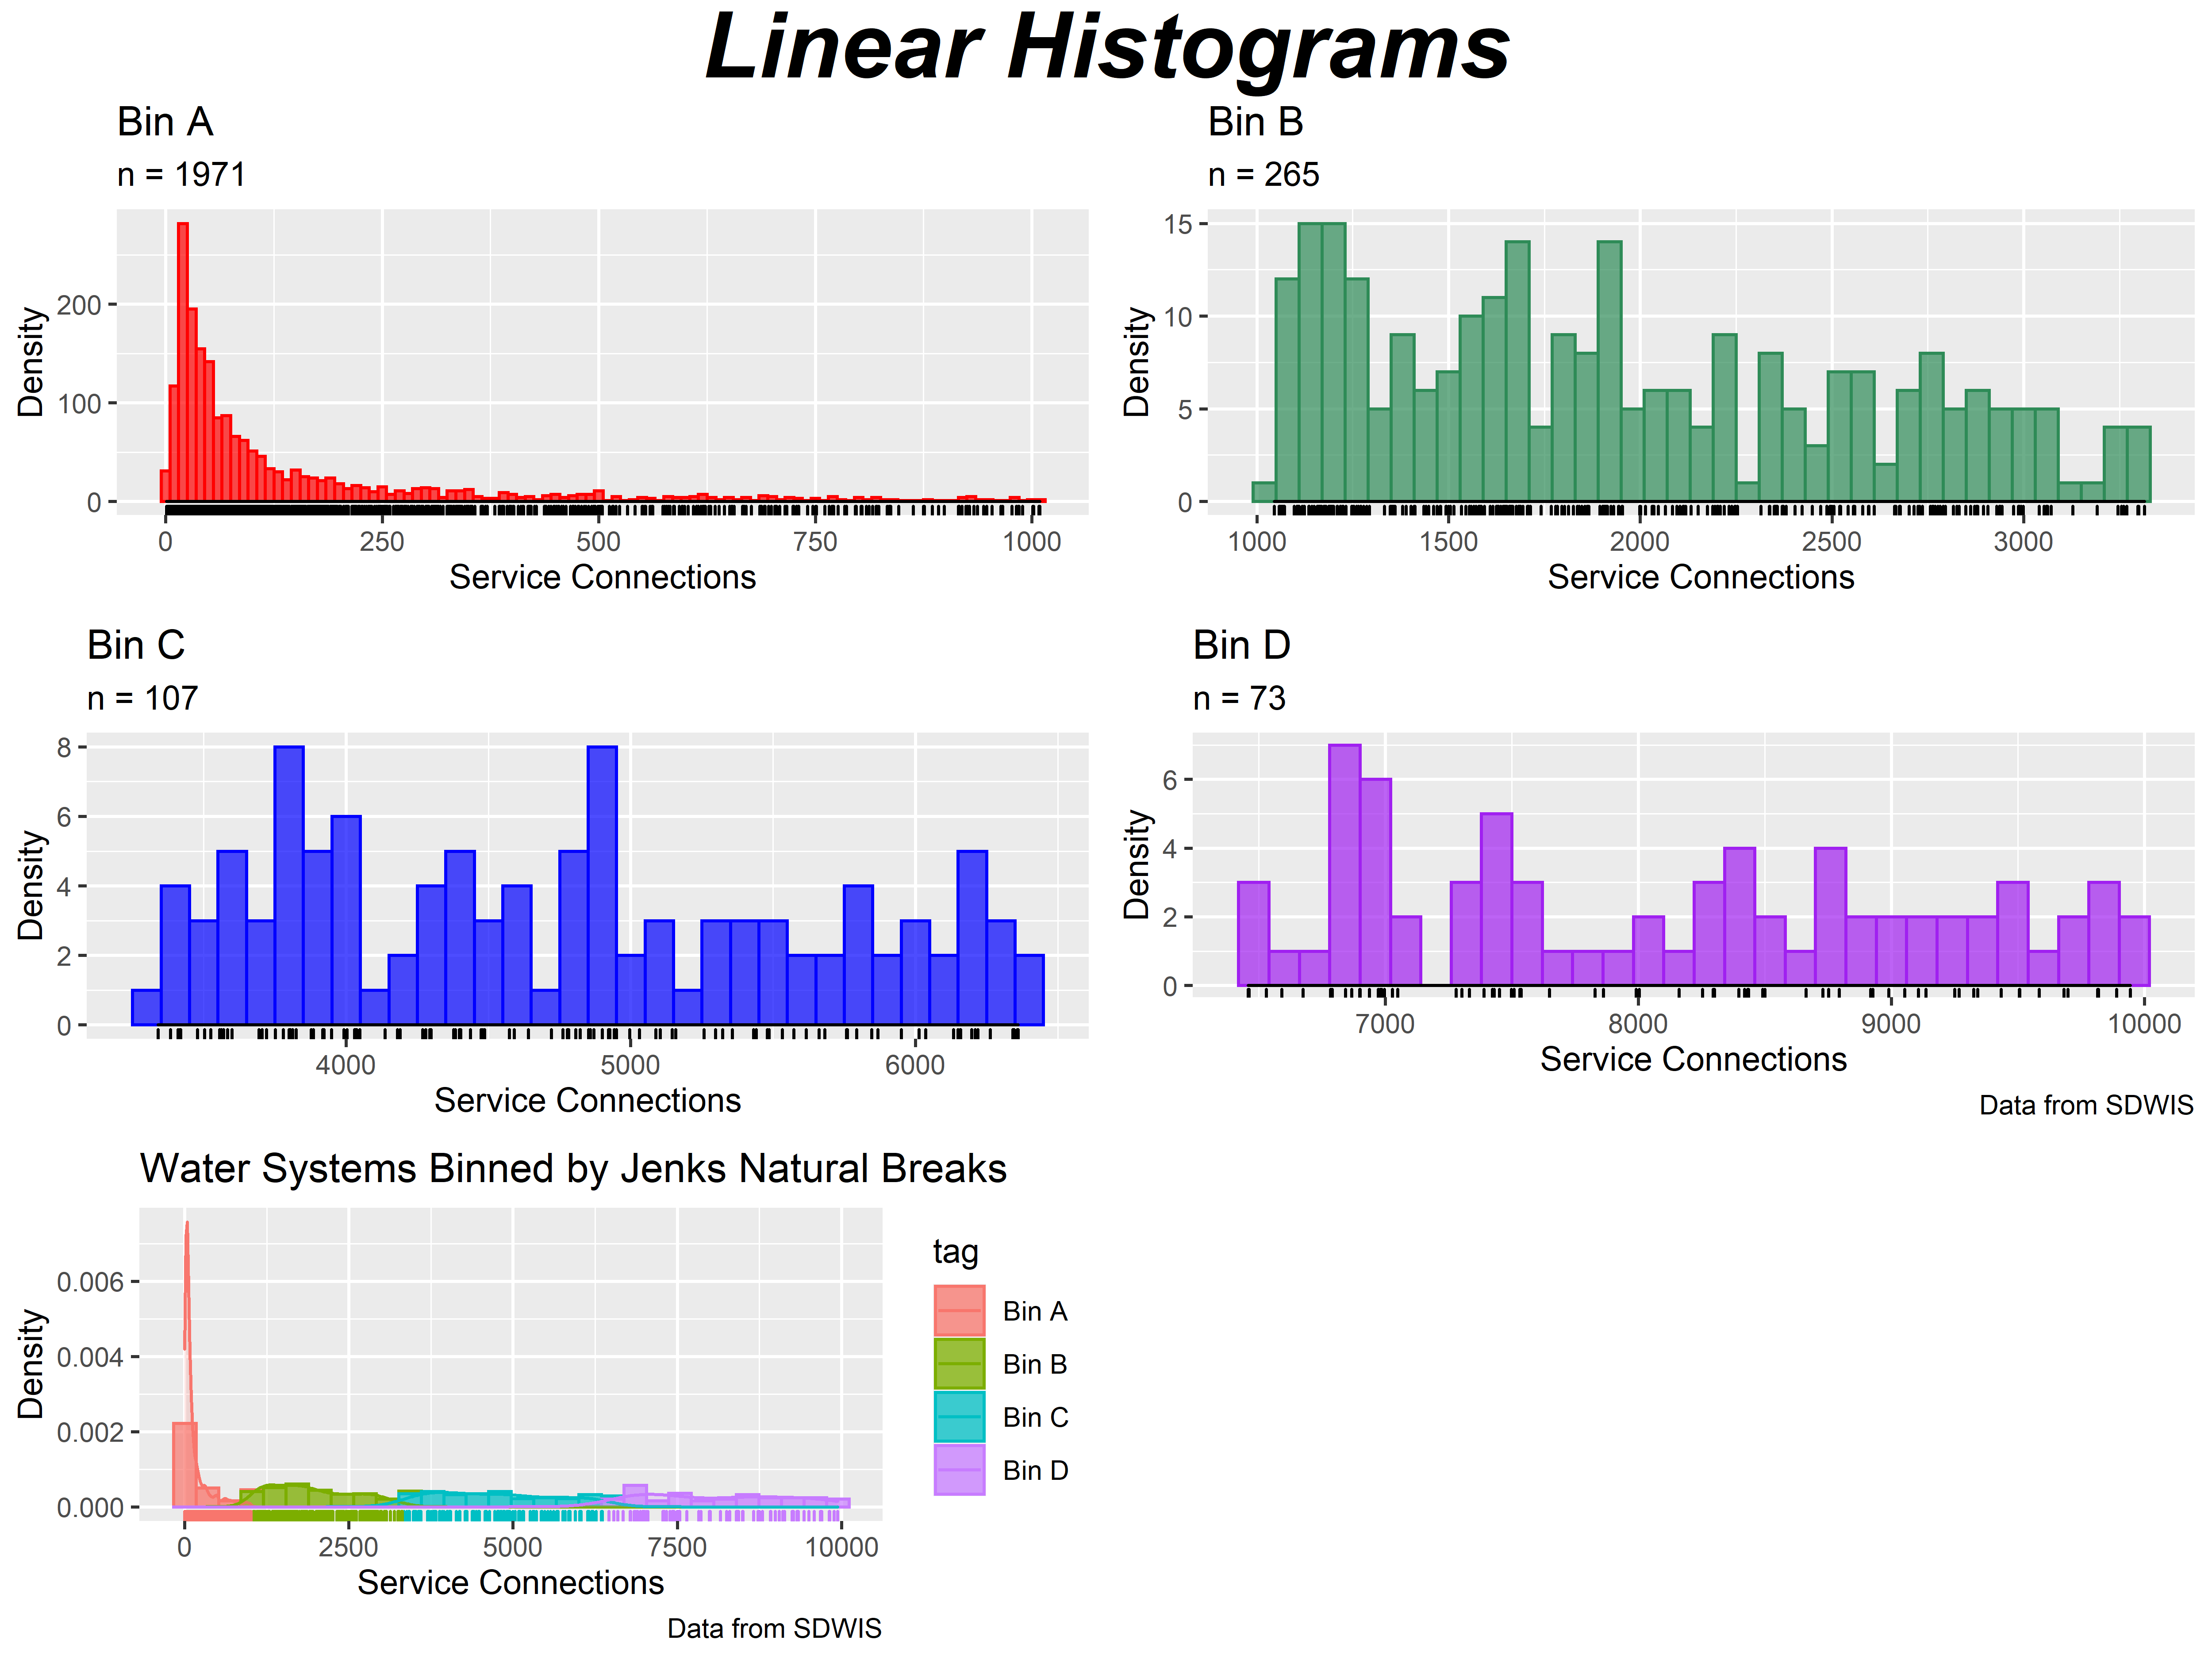 Linear Histograms
Bin A
n = 1971
Density
200
100
0
0 250 500 750 1000
Service Connections
Bin B
n = 265
Density
15
10
5
0
1000 1500 2000 2500 3000
Service Connections
Bin C
n = 107
Density
8
6
4
2
0
4000 5000 6000
Service Connections
Bin D
n = 73
Density
6
4
2
0
7000 8000 9000 10000
Service Connections
Data from SDWIS
Water Systems Binned by Jenks Natural Breaks
Density
0.006
0.004
0.002
0.000
0 2500 5000 7500 10000
Service Connections
Data from SDWIS
tag
Bin A
Bin B
Bin C
Bin D